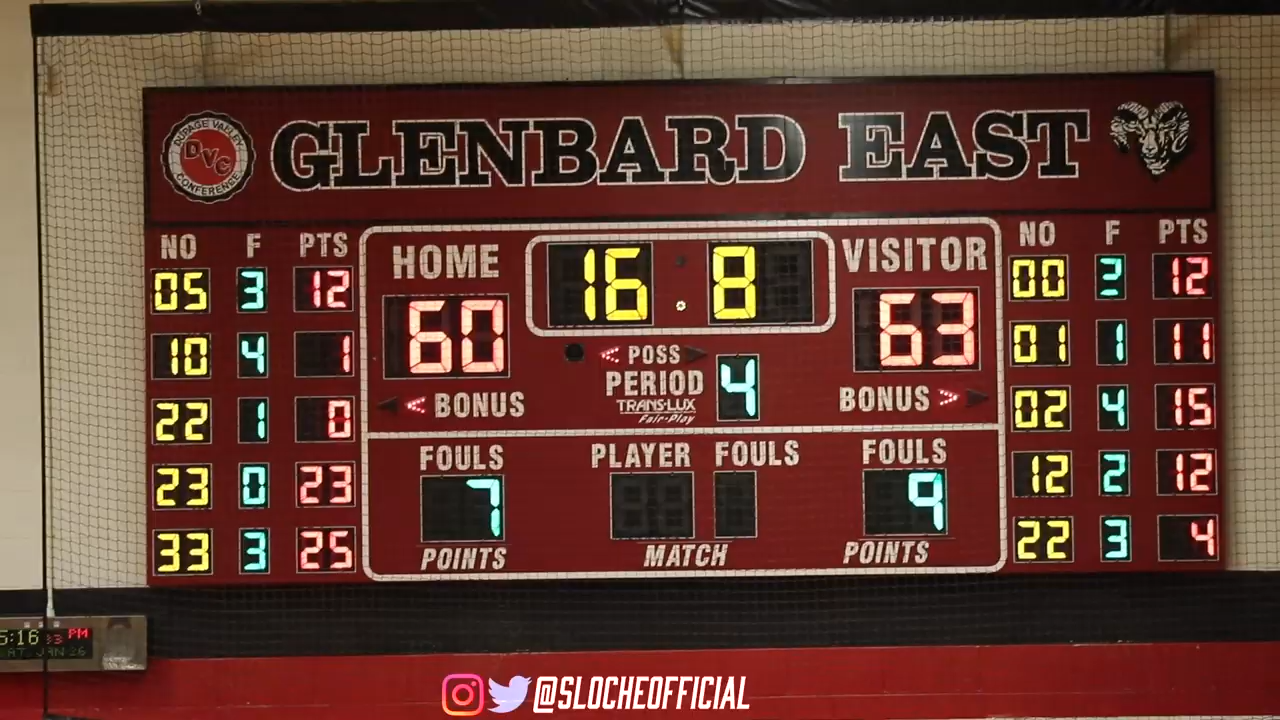 GLENBARD EAST
DUPAGE VALLEY
DVC
CONFERENCE
NO F PTS
05 3 12
10 4 1
22 1 0
23 0 23
33 3 25
HOME
60
16.8
VISITOR
63
< POSS
PERIOD 4
TRANS-LUX
Fair-Play
< BONUS
BONUS >
FOULS
7
POINTS
PLAYER FOULS
MATCH
FOULS
9
POINTS
NO F PTS
00 2 12
01 1 11
02 4 15
12 2 12
22 3 4
5:16 33 PM
JAN 26
@SLOCHEOFFICIAL